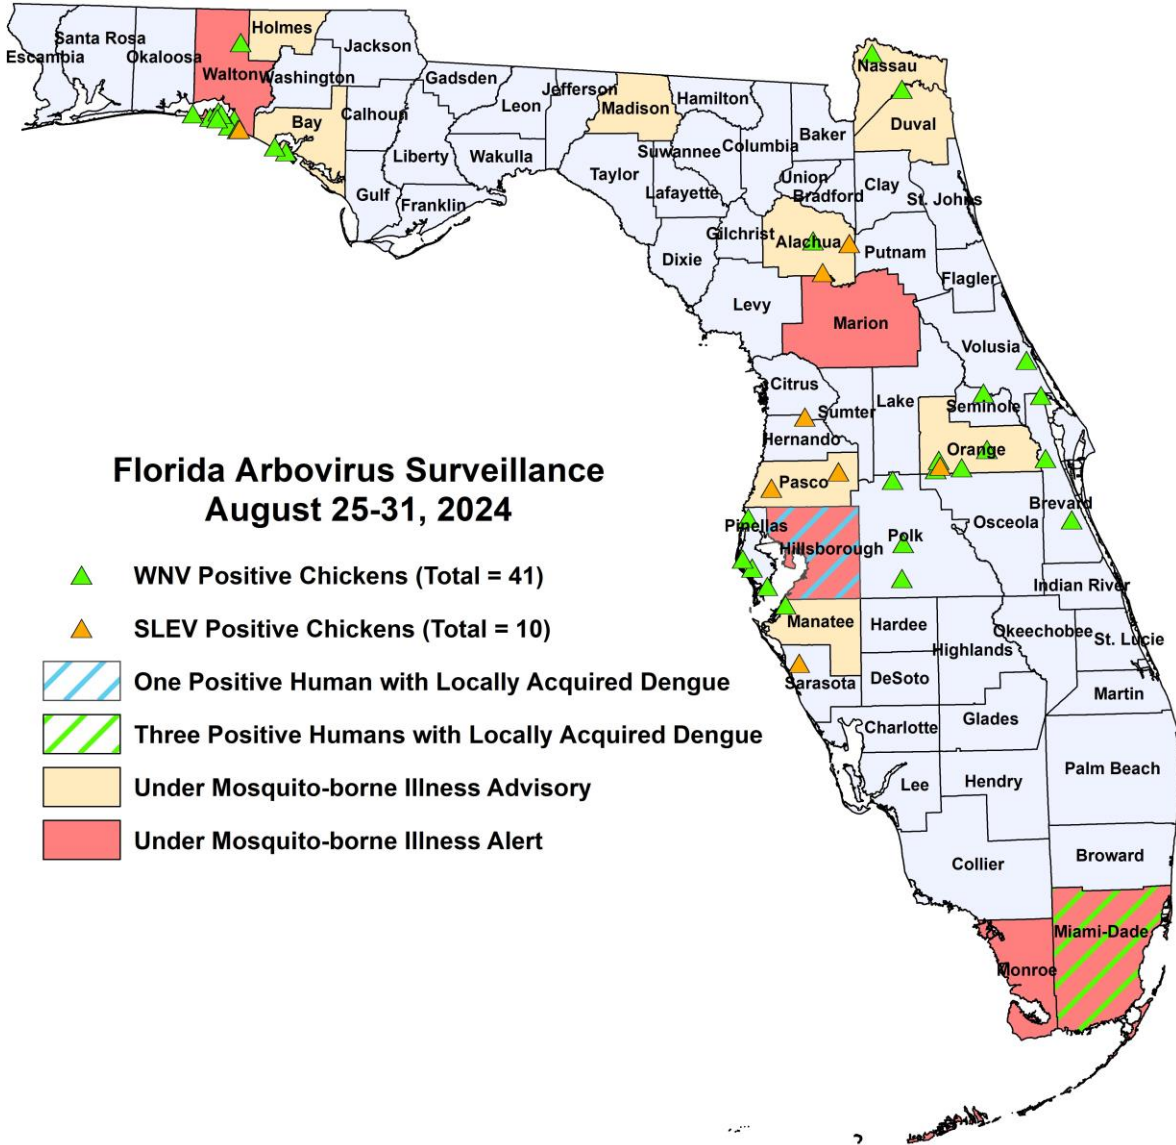 Holmes
Santa Rosa
Escambia
Okaloosa
Jackson
Walton
Washington
Gadsden
Jefferson
Leon
Madison
Hamilton
Nassau
Bay
Calhoun
Duval
Liberty
Wakulla
Suwannee
Columbia
Baker
Taylor
Lafayette
Union
Bradford
Clay
St. Johns
Gulf
Franklin
Gilchrist
Alachua
Putnam
Dixie
Flagler
Levy
Marion
Volusia
Citrus
Sumter
Lake
Seminole
Hernando
Orange
Florida Arbovirus Surveillance
August 25-31, 2024
Pasco
Brevard
Pinellas
Hillsborough
Polk
Osceola
WNV Positive Chickens (Total = 41)
Indian River
SLEV Positive Chickens (Total = 10)
Manatee
Hardee
Okeechobee
Highlands
St. Lucie
One Positive Human with Locally Acquired Dengue
Sarasota
DeSoto
Martin
Three Positive Humans with Locally Acquired Dengue
Charlotte
Glades
Under Mosquito-borne Illness Advisory
Lee
Hendry
Palm Beach
Under Mosquito-borne Illness Alert
Collier
Broward
Miami-Dade
Monroe